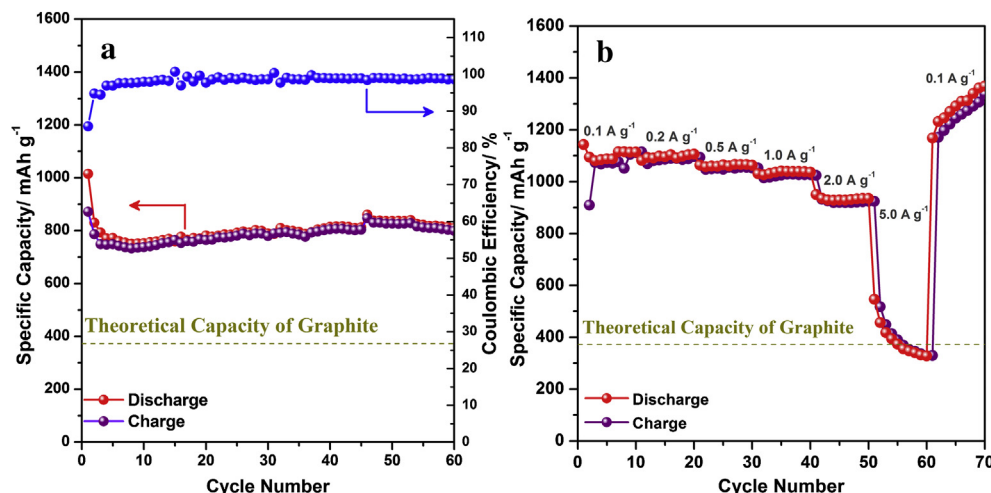 a
Specific Capacity/ mAh g-1
1600
1400
1200
1000
800
600
400
200
0
Theoretical Capacity of Graphite
Discharge
Charge
0 10 20 30 40 50 60
Cycle Number
110
100
90
80
70
60
50
40
30
20
10
0
Coulombic Efficiency/ %
b
Specific Capacity/ mAh g-1
1600
1400
1200
1000
800
600
400
200
0
0.1 A g-1
0.2 A g-1
0.5 A g-1
1.0 A g-1
2.0 A g-1
5.0 A g-1
0.1 A g-1
Theoretical Capacity of Graphite
Discharge
Charge
0 10 20 30 40 50 60 70
Cycle Number